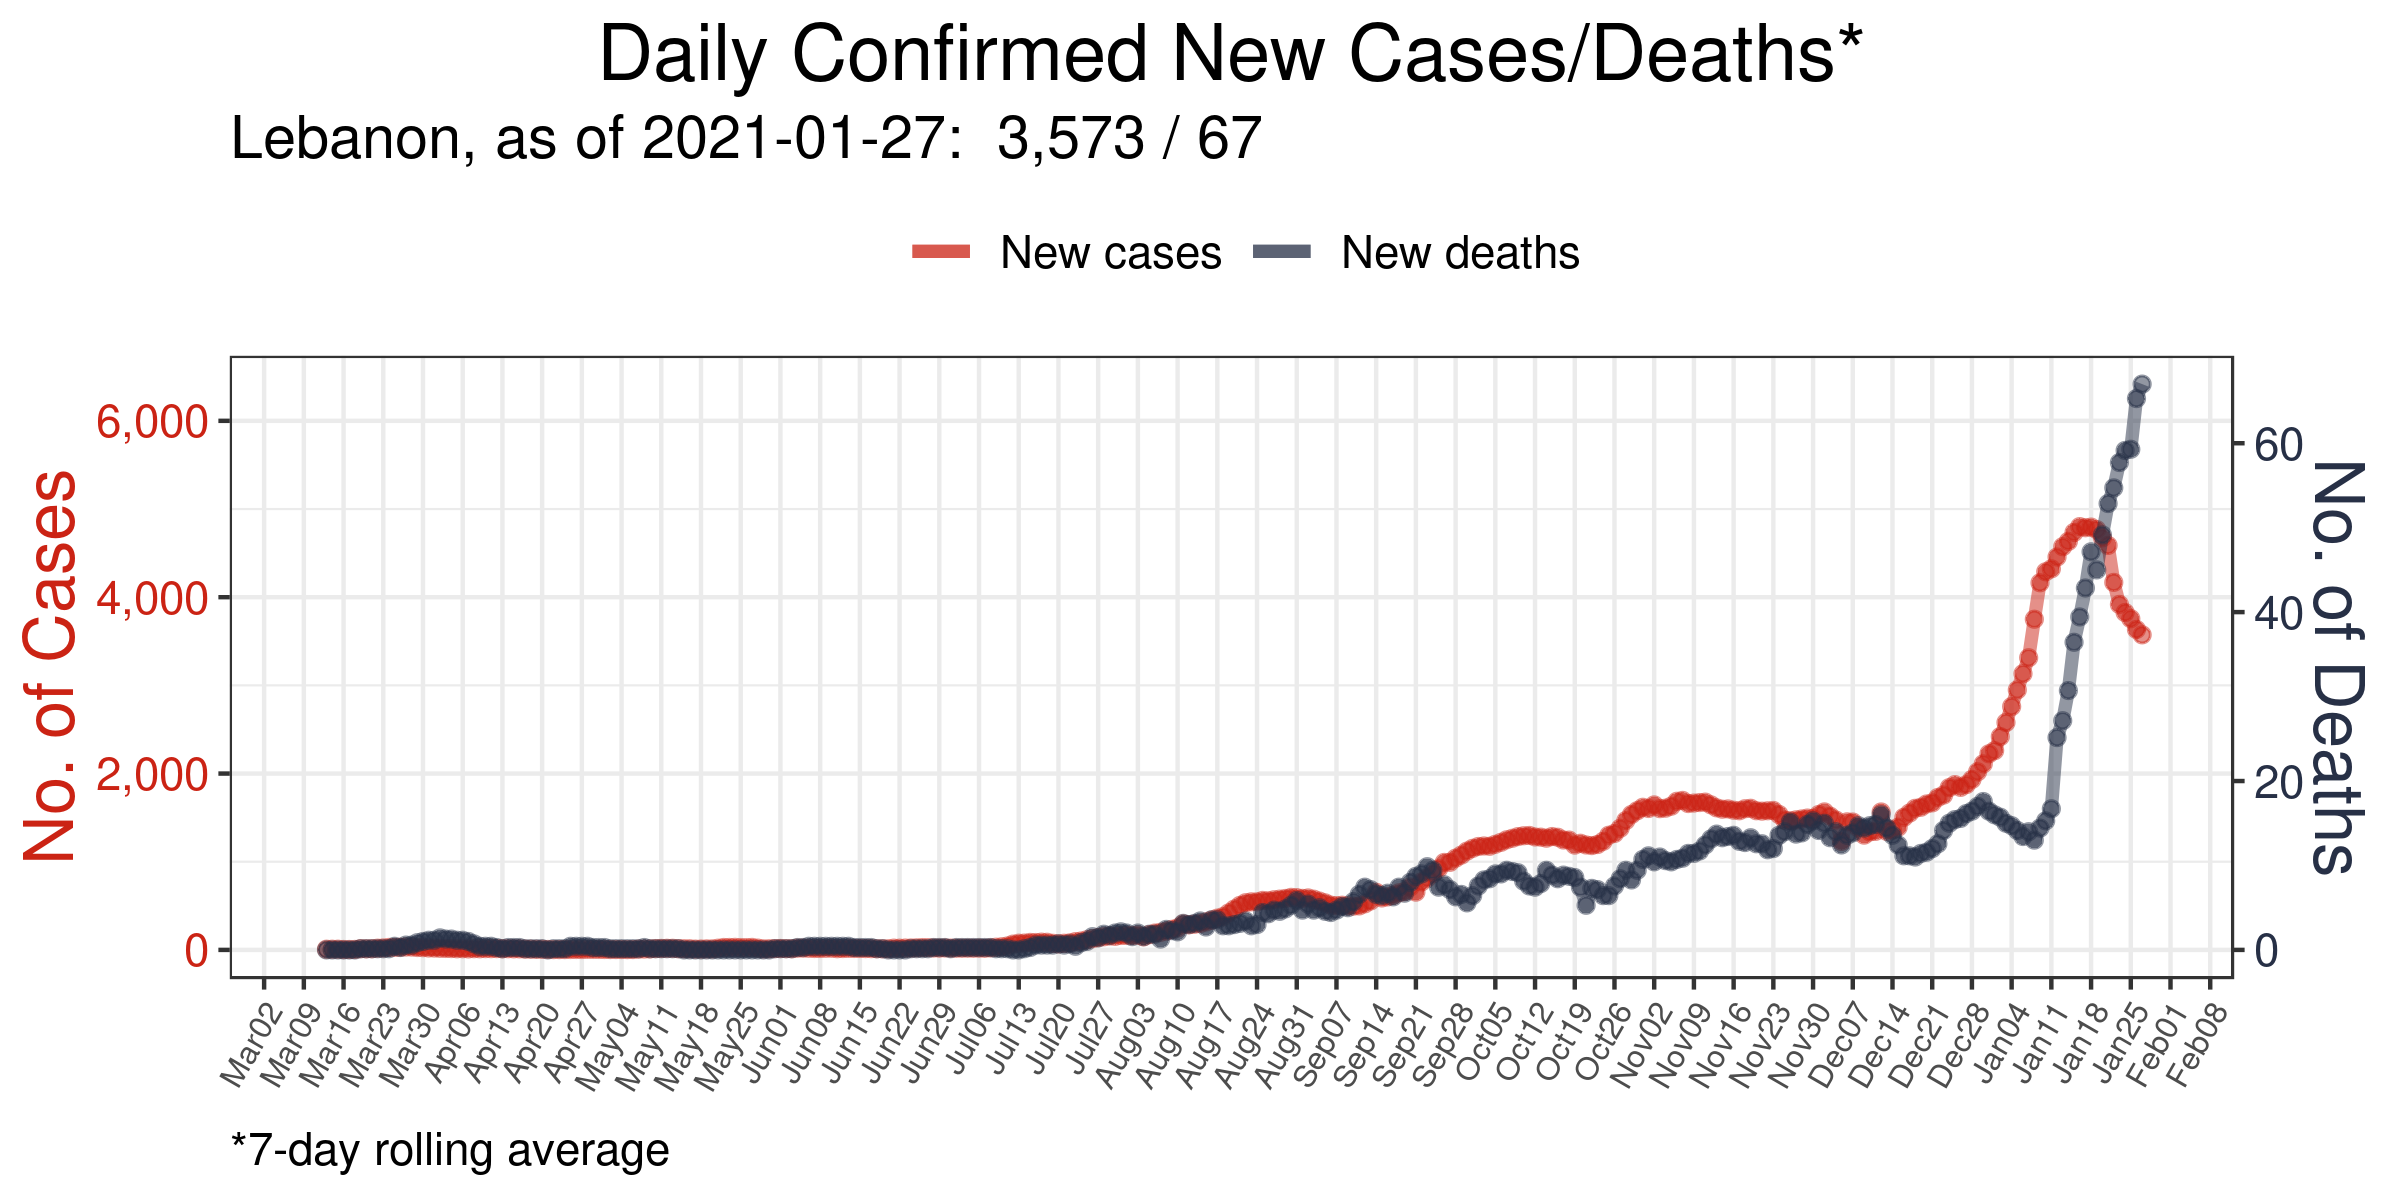 Daily Confirmed New Cases/Deaths*
Lebanon, as of 2021-01-27:  3,573 / 67
New cases
New deaths
No. of Cases
6,000
4,000
2,000
0
60
40
20
0
No. of Deaths
Mar02
Mar09
Mar16
Mar23
Mar30
Apr06
Apr13
Apr20
Apr27
May04
May11
May18
May25
Jun01
Jun08
Jun15
Jun22
Jun29
Jul06
Jul13
Jul20
Jul27
Aug03
Aug10
Aug17
Aug24
Aug31
Sep07
Sep14
Sep21
Sep28
Oct05
Oct12
Oct19
Oct26
Nov02
Nov09
Nov16
Nov23
Nov30
Dec07
Dec14
Dec21
Dec28
Jan04
Jan11
Jan18
Jan25
Feb01
Feb08
*7-day rolling average